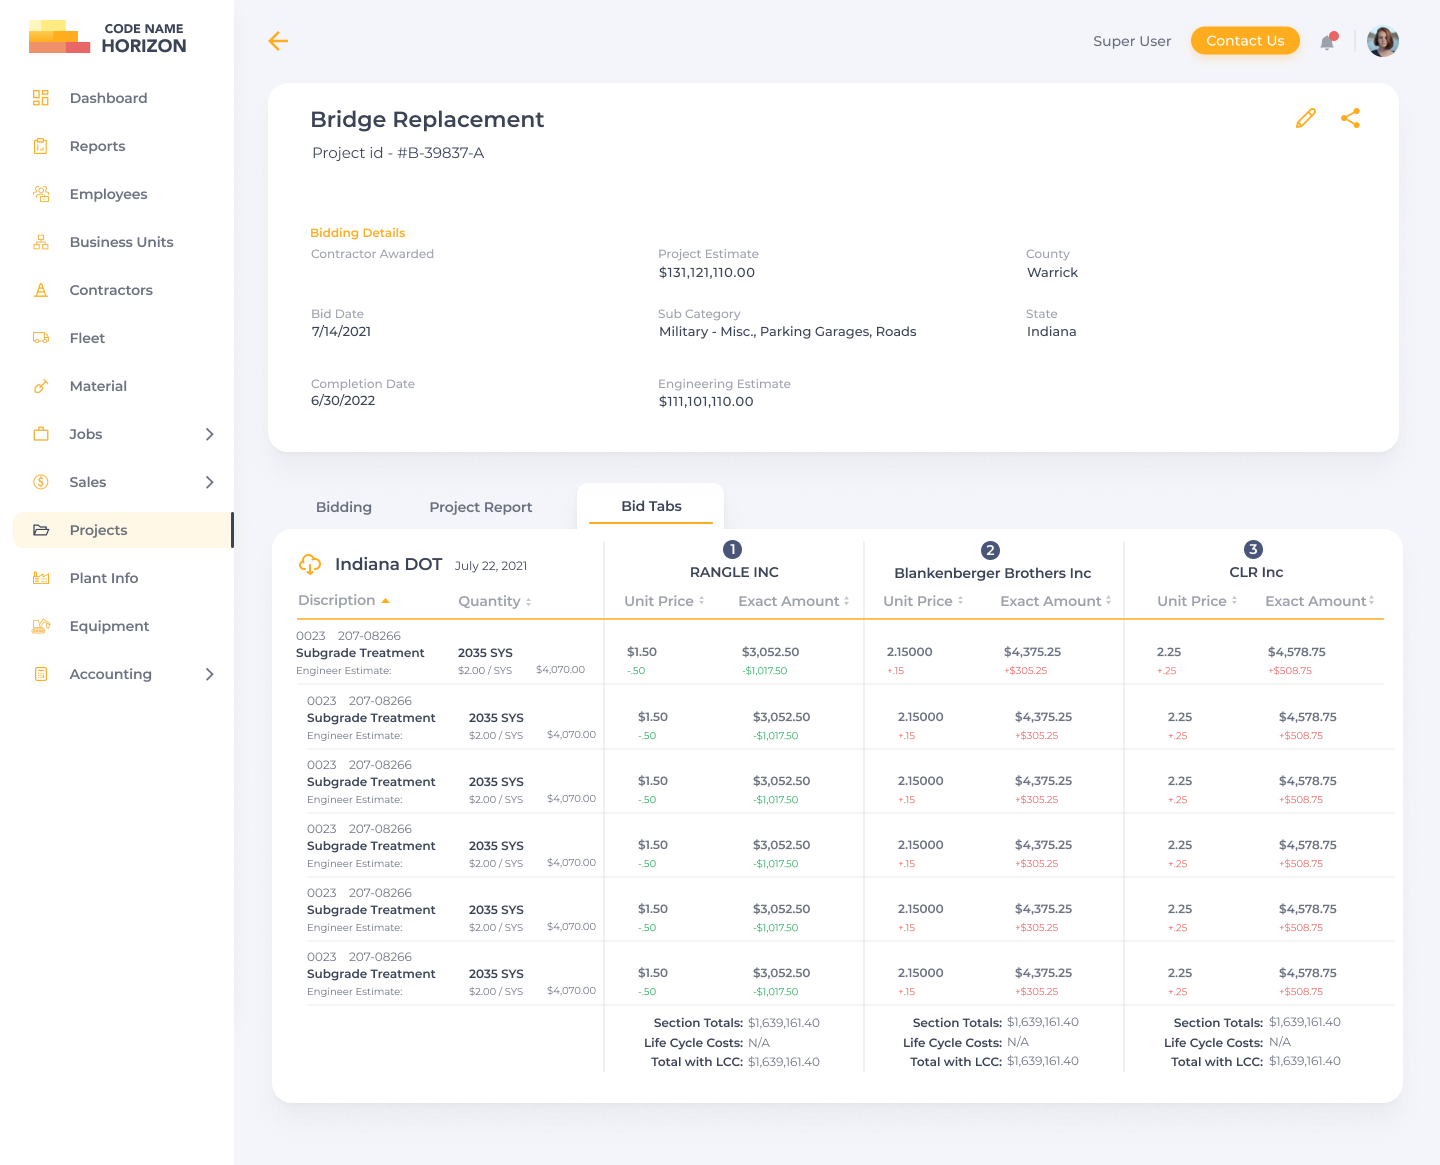 CODE NAME
HORIZON
Dashboard
Reports
Employees
Business Units
Contractors
Fleet
Material
Jobs
Sales
Projects
Plant Info
Equipment
Accounting
Super User Contact Us
Bridge Replacement
Project id - #B-39837-A
Bidding Details
Contractor Awarded Project Estimate County
$131,121,110.00 Warrick
Bid Date Sub Category State
7/14/2021 Military - Misc., Parking Garages, Roads Indiana
Completion Date Engineering Estimate
6/30/2022 $111,101,110.00
Bidding Project Report Bid Tabs
1 2 3
Indiana DOT July 22, 2021 RANGLE INC Blankenberger Brothers Inc CLR Inc
Discription Quantity Unit Price Exact Amount Unit Price Exact Amount Unit Price Exact Amount
0023 207-08266
Subgrade Treatment 2035 SYS $1.50 $3,052.50 2.15000 $4,375.25 2.25 $4,578.75
Engineer Estimate: $2.00 / SYS $4,070.00 -.50 -$1,017.50 +.15 +$305.25 +.25 +$508.75
0023 207-08266
Subgrade Treatment 2035 SYS $1.50 $3,052.50 2.15000 $4,375.25 2.25 $4,578.75
Engineer Estimate: $2.00 / SYS $4,070.00 -.50 -$1,017.50 +.15 +$305.25 +.25 +$508.75
0023 207-08266
Subgrade Treatment 2035 SYS $1.50 $3,052.50 2.15000 $4,375.25 2.25 $4,578.75
Engineer Estimate: $2.00 / SYS $4,070.00 -.50 -$1,017.50 +.15 +$305.25 +.25 +$508.75
0023 207-08266
Subgrade Treatment 2035 SYS $1.50 $3,052.50 2.15000 $4,375.25 2.25 $4,578.75
Engineer Estimate: $2.00 / SYS $4,070.00 -.50 -$1,017.50 +.15 +$305.25 +.25 +$508.75
0023 207-08266
Subgrade Treatment 2035 SYS $1.50 $3,052.50 2.15000 $4,375.25 2.25 $4,578.75
Engineer Estimate: $2.00 / SYS $4,070.00 -.50 -$1,017.50 +.15 +$305.25 +.25 +$508.75
0023 207-08266
Subgrade Treatment 2035 SYS $1.50 $3,052.50 2.15000 $4,375.25 2.25 $4,578.75
Engineer Estimate: $2.00 / SYS $4,070.00 -.50 -$1,017.50 +.15 +$305.25 +.25 +$508.75
Section Totals: $1,639,161.40 Section Totals: $1,639,161.40 Section Totals: $1,639,161.40
Life Cycle Costs: N/A Life Cycle Costs: N/A Life Cycle Costs: N/A
Total with LCC: $1,639,161.40 Total with LCC: $1,639,161.40 Total with LCC: $1,639,161.40